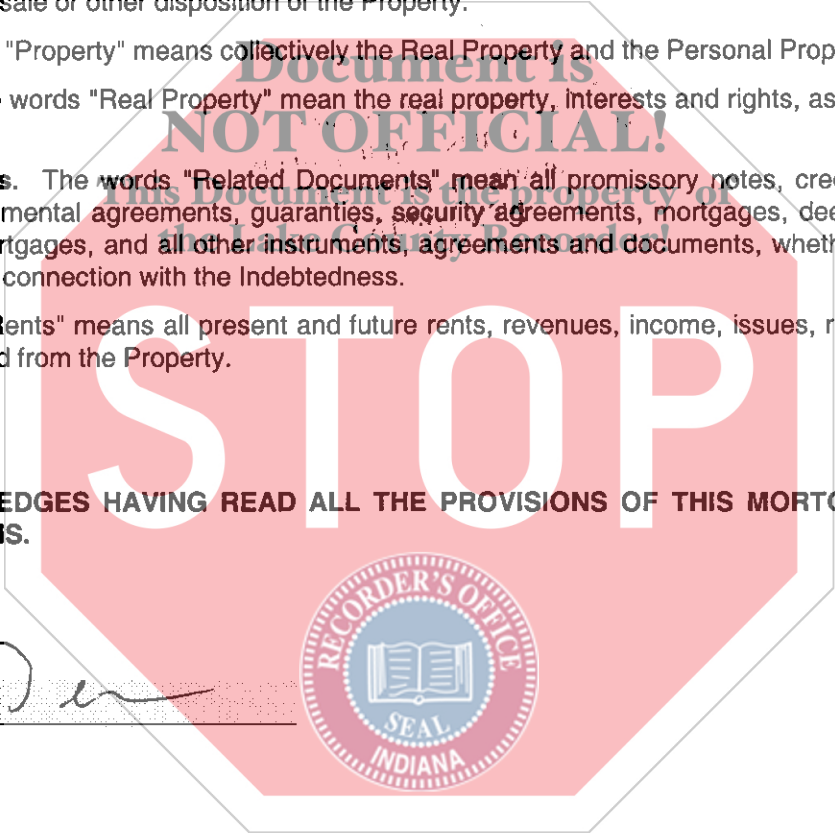 sale or other disposition of the Property.
"Property" means collectively the Real Property and the Personal Prop
Document is
words "Real Property" mean the real property, interests and rights, as
NOT OFFICIAL!
s. The words "Related Documents" mean all promissory notes, cre
This Document is the property of
mental agreements, guaranties, security agreements, mortgages, dee
rtgages, and all other instruments, agreements and documents, wheth
the Lake County Recorder!
connection with the Indebtedness.
Rents" means all present and future rents, revenues, income, issues, r
d from the Property.
STOP
EDGES HAVING READ ALL THE PROVISIONS OF THIS MORTG
IS.
RECORDER'S OFFICE
SEAL
INDIANA